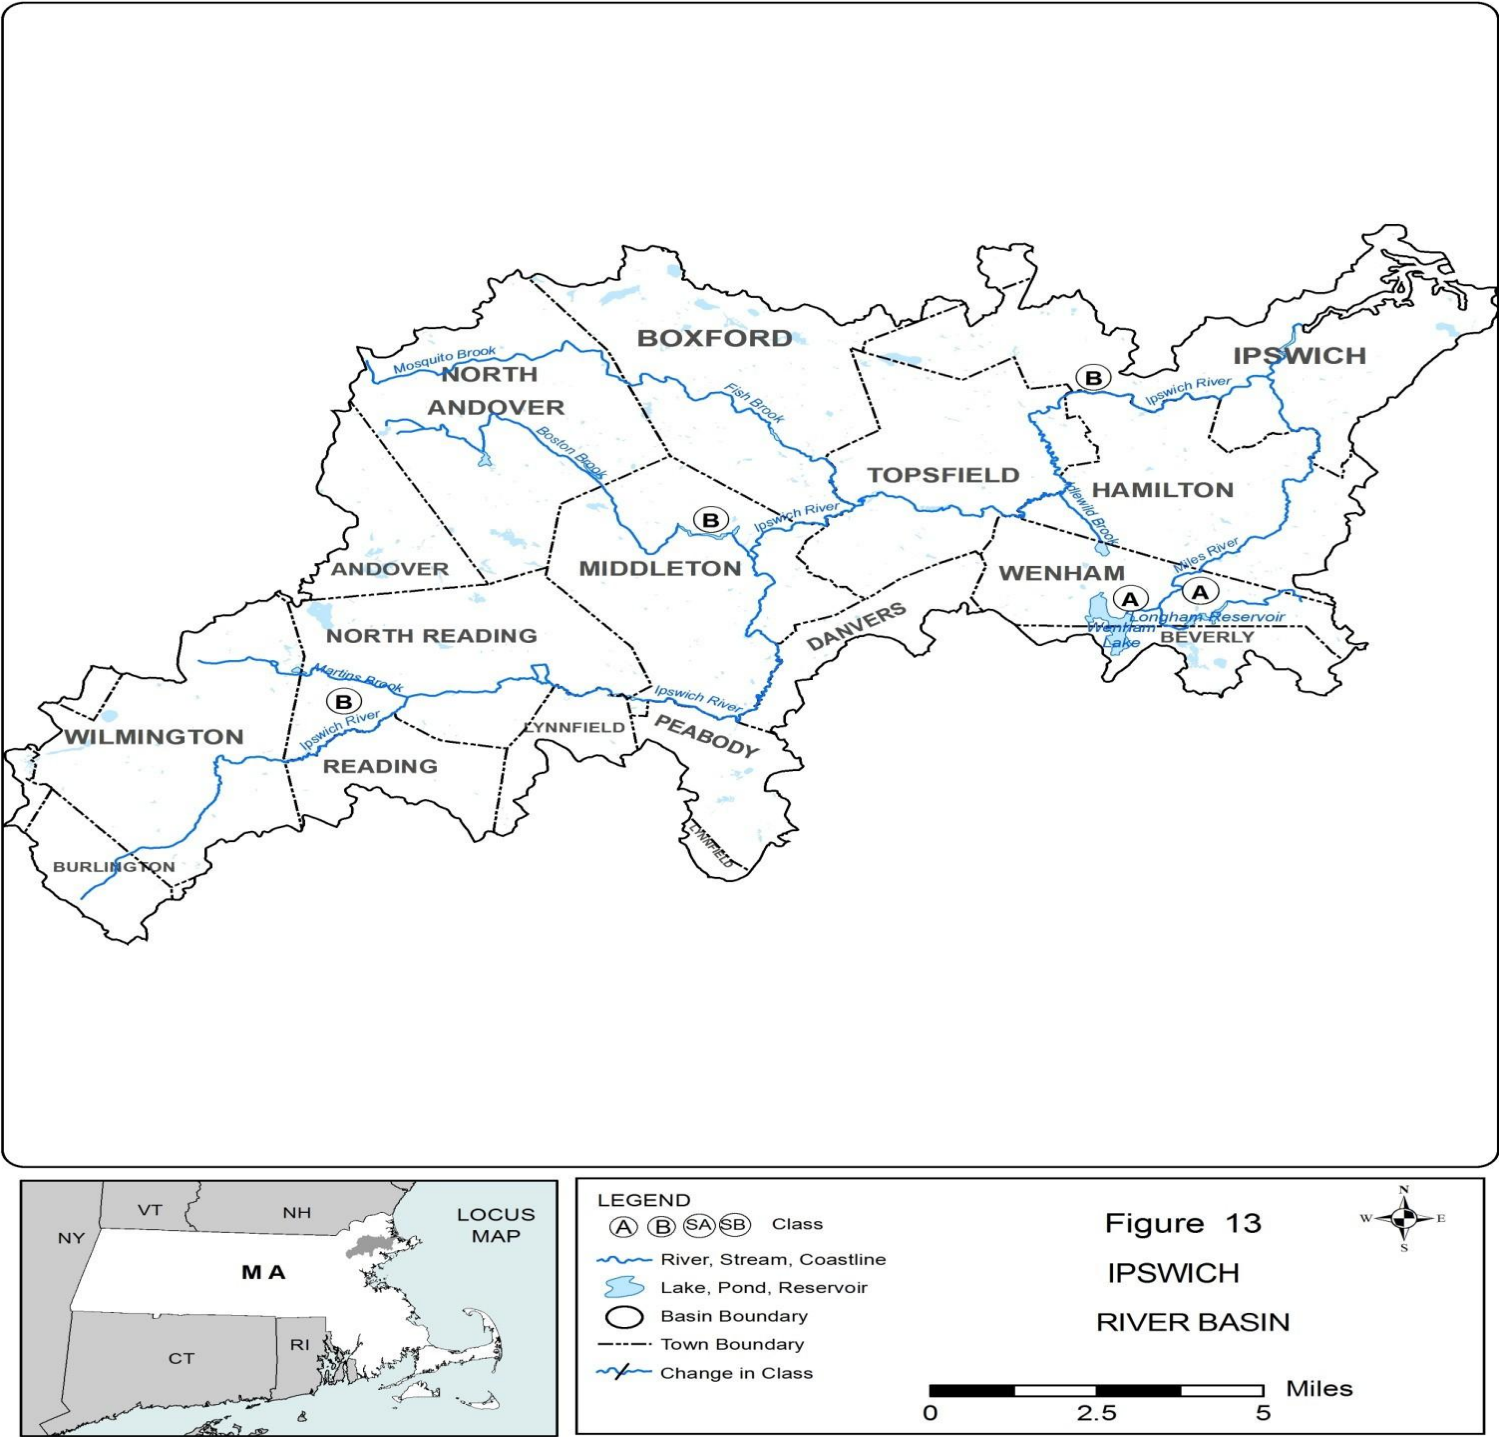 BOXFORD
IPSWICH
Mosquito Brook
NORTH
ANDOVER
B
Ipswich River
Fish Brook
Boston Brook
TOPSFIELD
HAMILTON
Idlewild Brook
B
Ipswich River
Miles River
ANDOVER
MIDDLETON
WENHAM
A
A
Longham Reservoir
Wenham
Lake
BEVERLY
DANVERS
NORTH READING
Martins Brook
B
Ipswich River
Ipswich River
WILMINGTON
LYNNFIELD
PEABODY
READING
LYNNFIELD
BURLINGTON
NY
VT
NH
LOCUS
MAP
MA
CT
RI
LEGEND
A B SA SB Class
River, Stream, Coastline
Lake, Pond, Reservoir
Basin Boundary
Town Boundary
Change in Class
Figure 13
IPSWICH
RIVER BASIN
N
W E
S
Miles
0 2.5 5